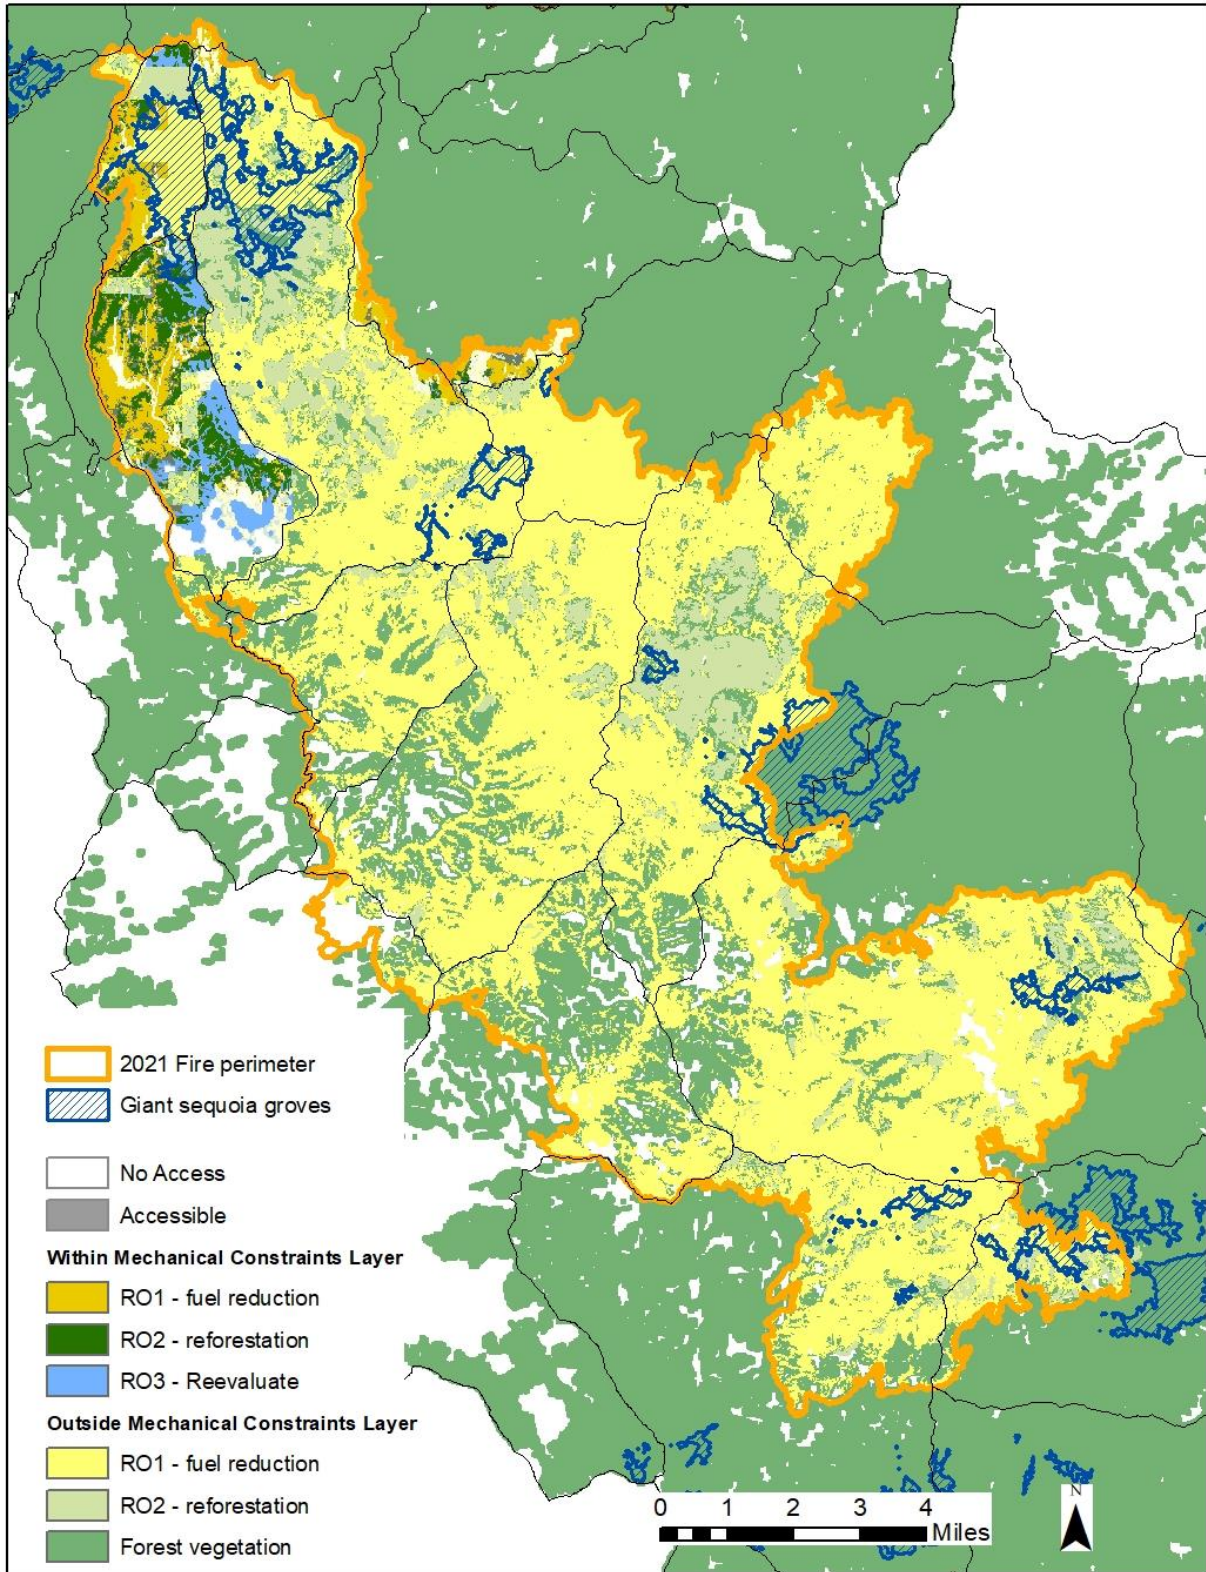 2021 Fire perimeter
Giant sequoia groves
No Access
Accessible
Within Mechanical Constraints Layer
RO1 - fuel reduction
RO2 - reforestation
RO3 - Reevaluate
Outside Mechanical Constraints Layer
RO1 - fuel reduction
RO2 - reforestation
Forest vegetation
0 1 2 3 4
Miles
N